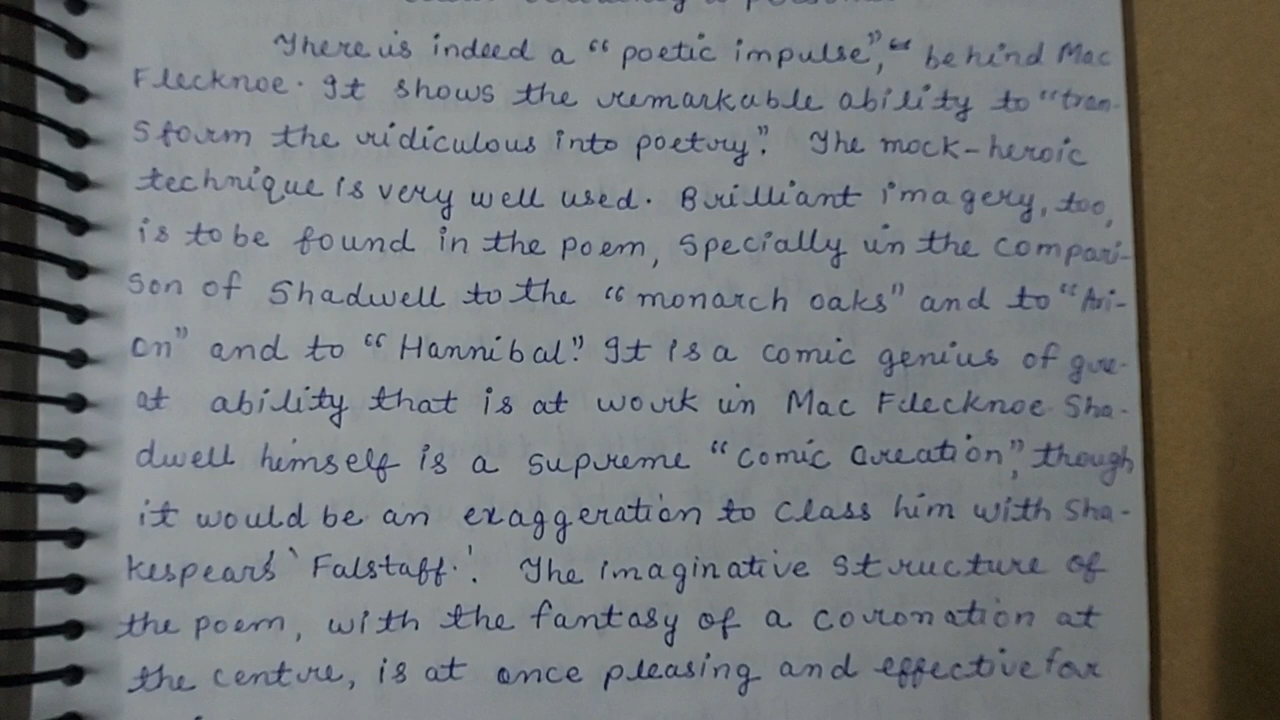 There is indeed a “poetic impulse”, “ behind Mac
Flecknoe. It shows the remarkable ability to “tran-
sform the ridiculous into poetry”. The mock-heroic
technique is very well used. Brilliant imagery, too,
is to be found in the poem, specially in the compari-
son of Shadwell to the “monarch oaks” and to “Ari-
on” and to “Hannibal”. It is a comic genius of gre-
at ability that is at work in Mac Flecknoe Sha-
dwell himself is a supreme “comic creation”, though
it would be an exaggeration to class him with Sha-
kespears ‘Falstaff.’. The imaginative structure of
the poem, with the fantasy of a coronation at
the centre, is at once pleasing and effective for